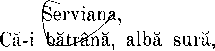 Serviana,
Că-i bătrână, albă sură,